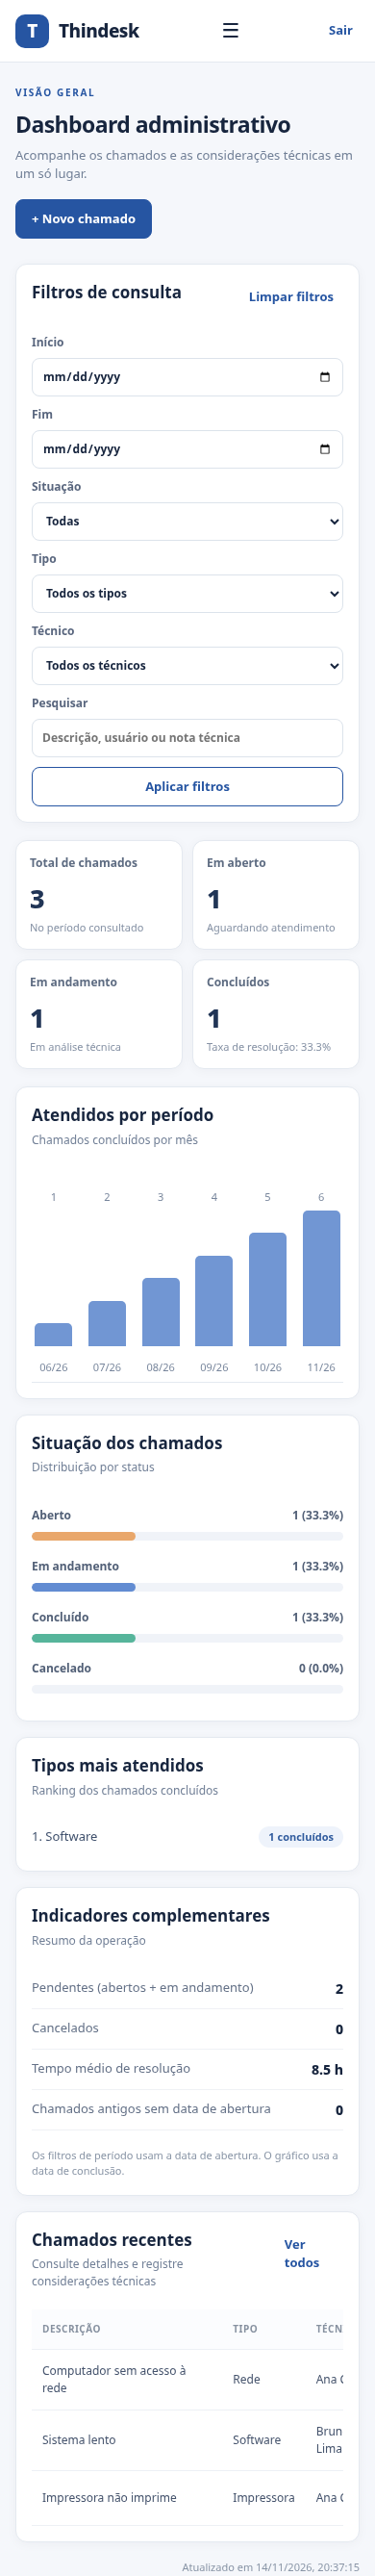 T Thindesk ☰ Sair
VISÃO GERAL
Dashboard administrativo
Acompanhe os chamados e as considerações técnicas em
um só lugar.
+ Novo chamado
Filtros de consulta
Limpar filtros
Início
mm/dd/yyyy
Fim
mm/dd/yyyy
Situação
Todas
Tipo
Todos os tipos
Técnico
Todos os técnicos
Pesquisar
Descrição, usuário ou nota técnica
Aplicar filtros
Total de chamados
3
No período consultado
Em aberto
1
Aguardando atendimento
Em andamento
1
Em análise técnica
Concluídos
1
Taxa de resolução: 33.3%
Atendidos por período
Chamados concluídos por mês
1 2 3 4 5 6
06/26 07/26 08/26 09/26 10/26 11/26
Situação dos chamados
Distribuição por status
Aberto 1 (33.3%)
Em andamento 1 (33.3%)
Concluído 1 (33.3%)
Cancelado 0 (0.0%)
Tipos mais atendidos
Ranking dos chamados concluídos
1. Software 1 concluídos
Indicadores complementares
Resumo da operação
Pendentes (abertos + em andamento) 2
Cancelados 0
Tempo médio de resolução 8.5 h
Chamados antigos sem data de abertura 0
Os filtros de período usam a data de abertura. O gráfico usa a
data de conclusão.
Chamados recentes
Consulte detalhes e registre
considerações técnicas
Ver
todos
DESCRIÇÃO TIPO TÉCN
Computador sem acesso à
rede
Rede Ana
Sistema lento Software
Brun
Lima
Impressora não imprime Impressora Ana
Atualizado em 14/11/2026, 20:37:15